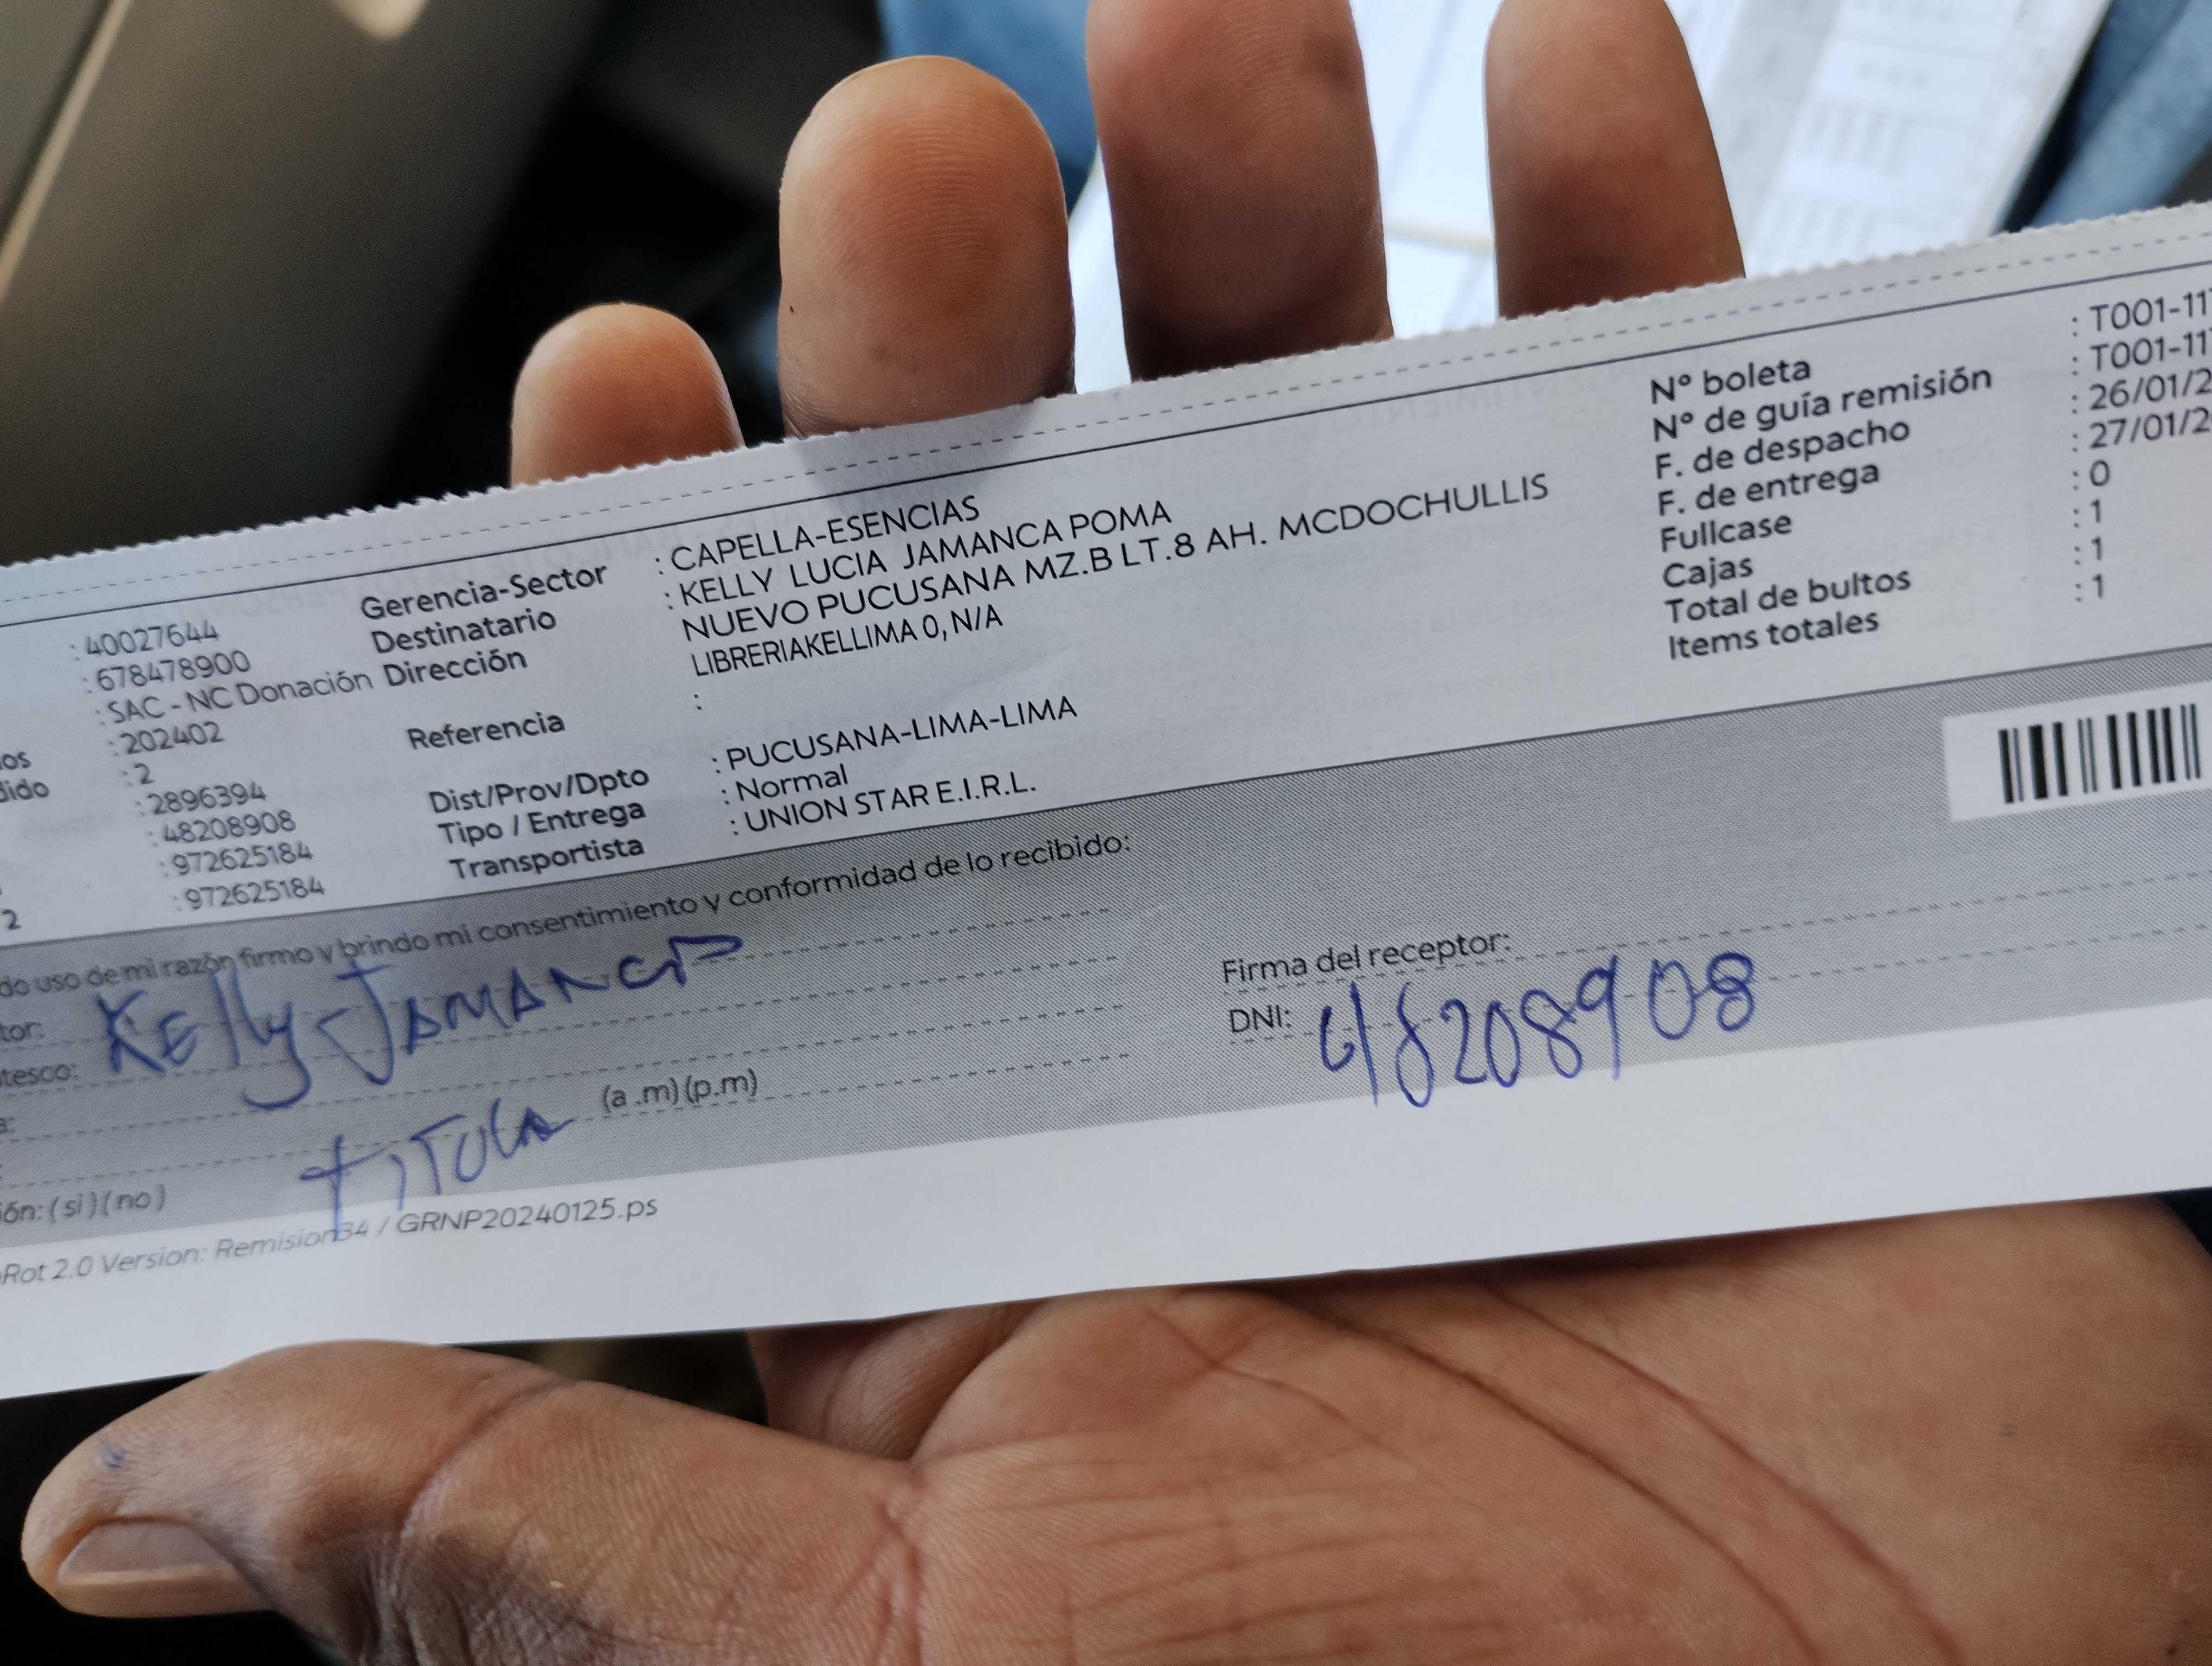 : 40027644
: 678478900
: SAC - NC Donación
: 202402
: 2
: 2896394
: 48208908
: 972625184
2 : 972625184
Gerencia-Sector : CAPELLA-ESENCIAS
Destinatario : KELLY LUCIA JAMANCA POMA
Dirección NUEVO PUCUSANA MZ.B LT.8 AH. MCDOCHULLIS
LIBRERIAKELLIMA 0, N/A
Referencia :
Dist/Prov/Dpto : PUCUSANA-LIMA-LIMA
Tipo / Entrega : Normal
Transportista : UNION STAR E.I.R.L.
Nº boleta : T001-11
Nº de guía remisión : T001-11
F. de despacho : 26/01/2
F. de entrega : 27/01/2
Fullcase : 0
Cajas : 1
Total de bultos : 1
Items totales : 1
do uso de mi razón firmo y brindo mi consentimiento y conformidad de lo recibido:
tor: Kelly JAMANCA
tesco:
a:
TITULA (a .m) (p.m)
ión: ( si ) ( no )
Firma del receptor:
DNI: 48208908
Rot 2.0 Version: Remision34 / GRNP20240125.ps